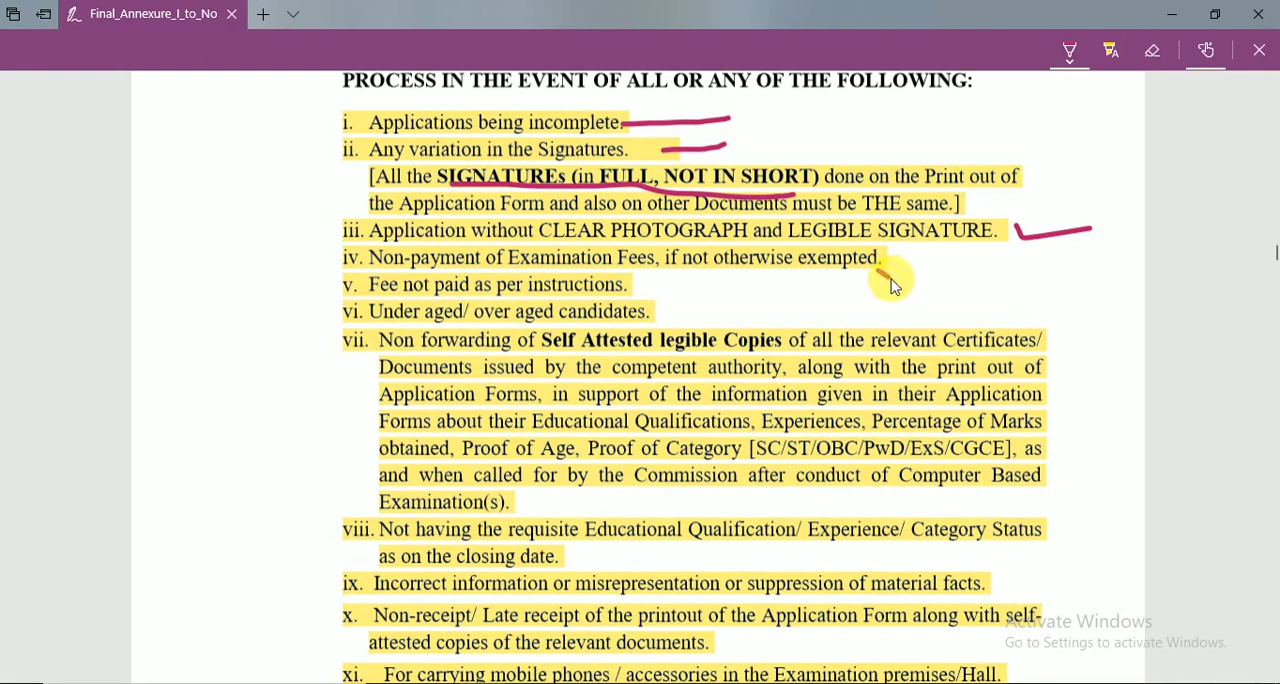 Final_Annexure_I_to_No
PROCESS IN THE EVENT OF ALL OR ANY OF THE FOLLOWING:
i. Applications being incomplete.
ii. Any variation in the Signatures.
[All the SIGNATUREs (in FULL, NOT IN SHORT) done on the Print out of
the Application Form and also on other Documents must be THE same.]
iii. Application without CLEAR PHOTOGRAPH and LEGIBLE SIGNATURE.
iv. Non-payment of Examination Fees, if not otherwise exempted.
v. Fee not paid as per instructions.
vi. Under aged/ over aged candidates.
vii. Non forwarding of Self Attested legible Copies of all the relevant Certificates/
Documents issued by the competent authority, along with the print out of
Application Forms, in support of the information given in their Application
Forms about their Educational Qualifications, Experiences, Percentage of Marks
obtained, Proof of Age, Proof of Category [SC/ST/OBC/PwD/ExS/CGCE], as
and when called for by the Commission after conduct of Computer Based
Examination(s).
viii. Not having the requisite Educational Qualification/ Experience/ Category Status
as on the closing date.
ix. Incorrect information or misrepresentation or suppression of material facts.
x. Non-receipt/ Late receipt of the printout of the Application Form along with self-
attested copies of the relevant documents.
xi. For carrying mobile phones / accessories in the Examination premises/Hall.
Activate Windows
Go to Settings to activate Windows.